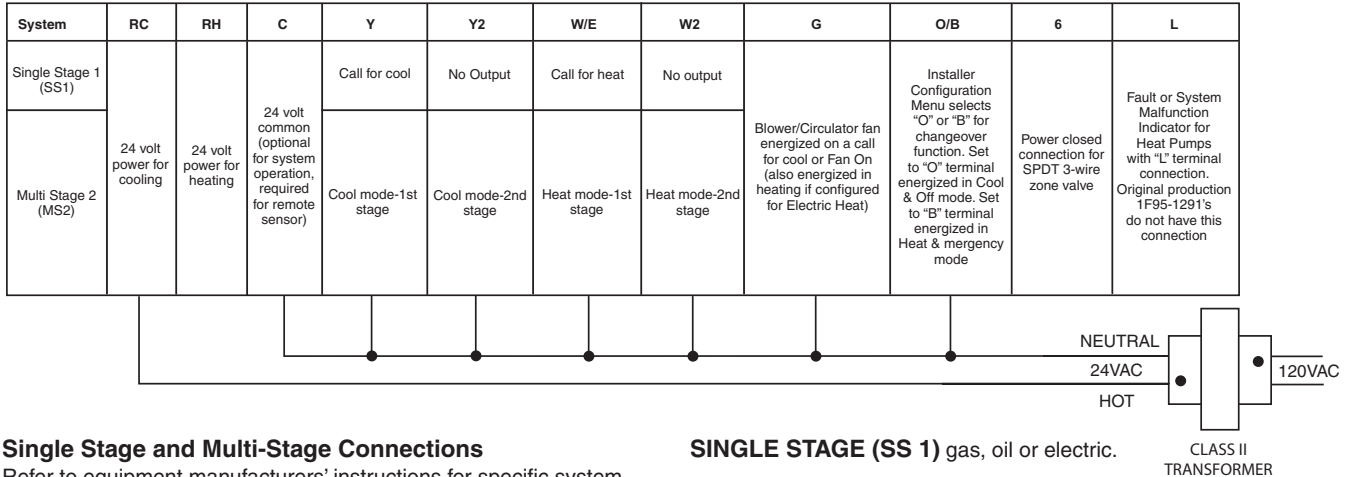 System RC RH C Y Y2 W/E W2 G O/B 6 L
Single Stage 1
(SS1)
Multi Stage 2
(MS2)
24 volt
power for
cooling
24 volt
power for
heating
24 volt
common
(optional
for system
operation,
required
for remote
sensor)
Call for cool
Cool mode-1st
stage
No Output
Cool mode-2nd
stage
Call for heat
Heat mode-1st
stage
No output
Heat mode-2nd
stage
Blower/Circulator fan
energized on a call
for cool or Fan On
(also energized in
heating if configured
for Electric Heat)
Installer
Configuration
Menu selects
“O” or “B” for
changeover
function. Set
to “O” terminal
energized in Cool
& Off mode. Set
to “B” terminal
energized in
Heat & mergency
mode
Power closed
connection for
SPDT 3-wire
zone valve
Fault or System
Malfunction
Indicator for
Heat Pumps
with “L” terminal
connection.
Original production
1F95-1291’s
do not have this
connection
NEUTRAL
24VAC
HOT
120VAC
CLASS II
TRANSFORMER
Single Stage and Multi-Stage Connections
Refer to equipment manufacturers’ instructions for specific system
SINGLE STAGE (SS 1) gas, oil or electric.